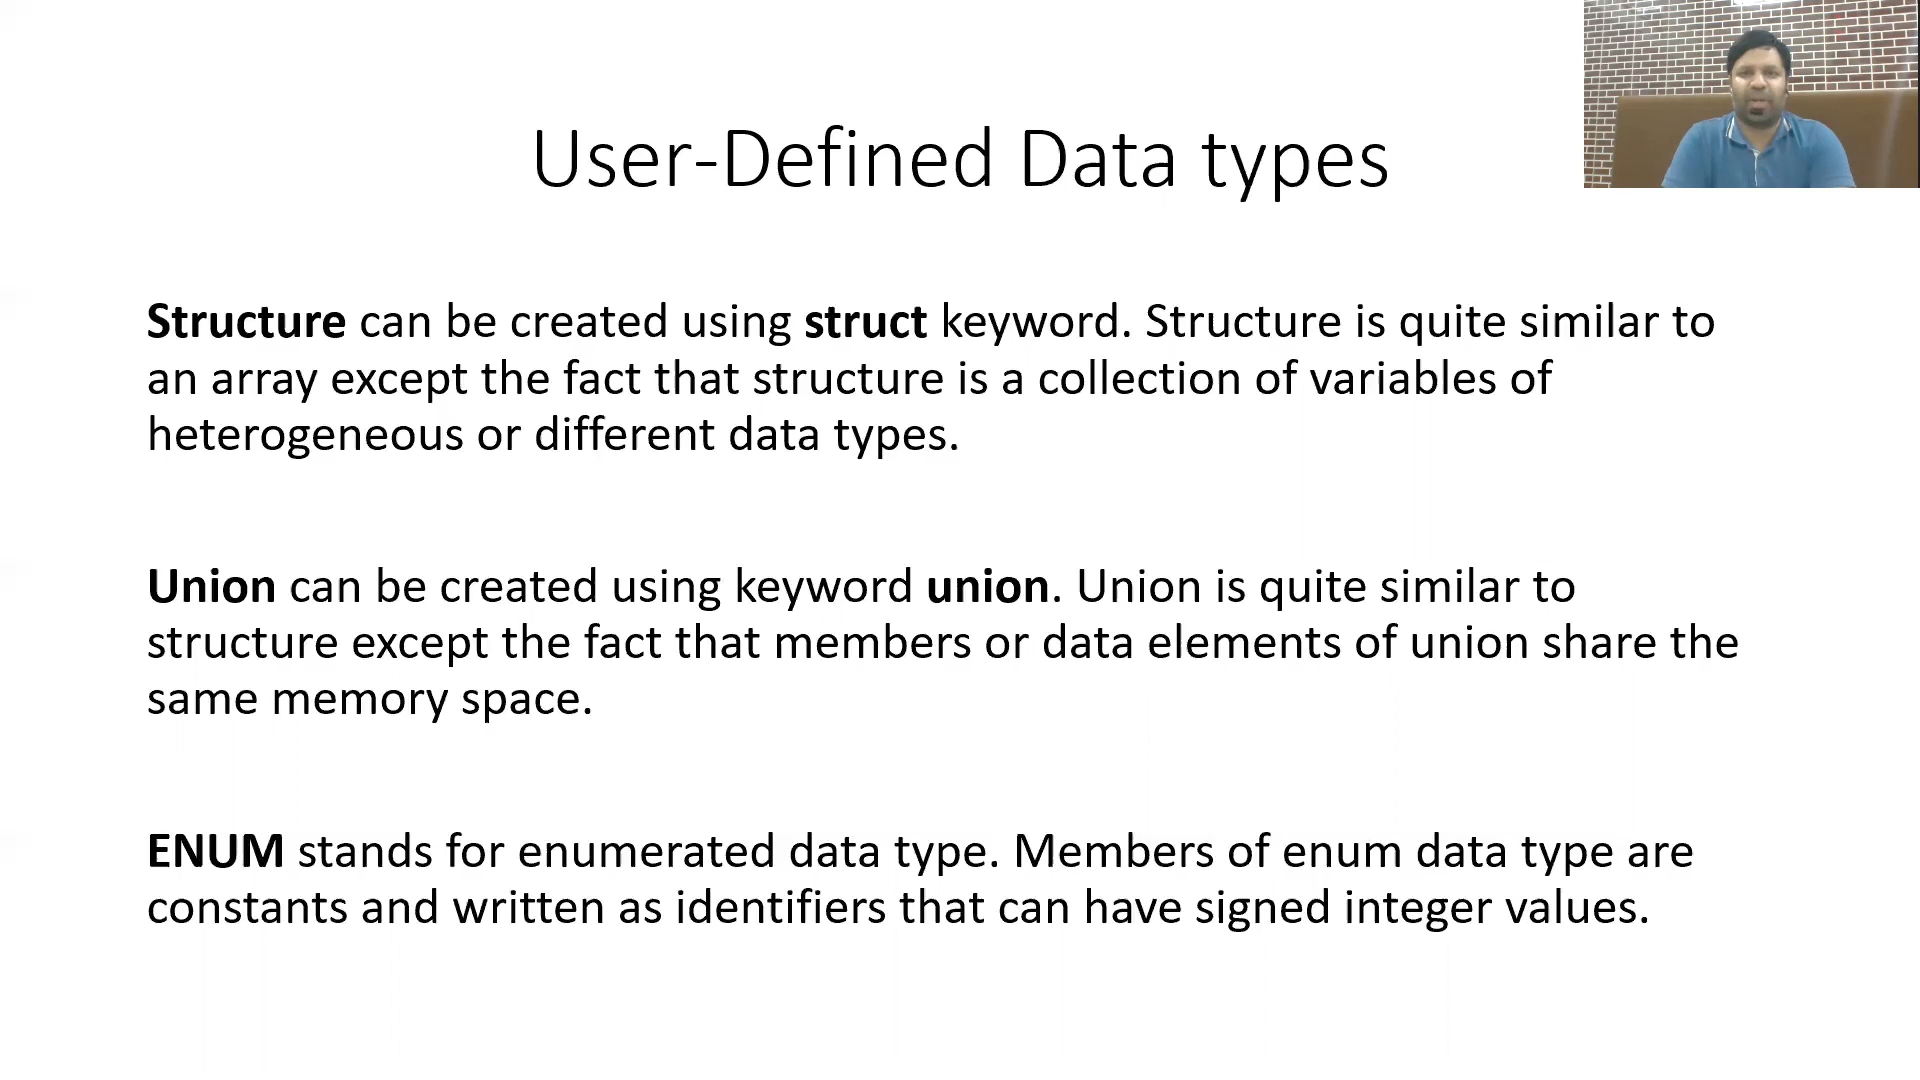 User-Defined Data types
Structure can be created using struct keyword. Structure is quite similar to
an array except the fact that structure is a collection of variables of
heterogeneous or different data types.
Union can be created using keyword union. Union is quite similar to
structure except the fact that members or data elements of union share the
same memory space.
ENUM stands for enumerated data type. Members of enum data type are
constants and written as identifiers that can have signed integer values.